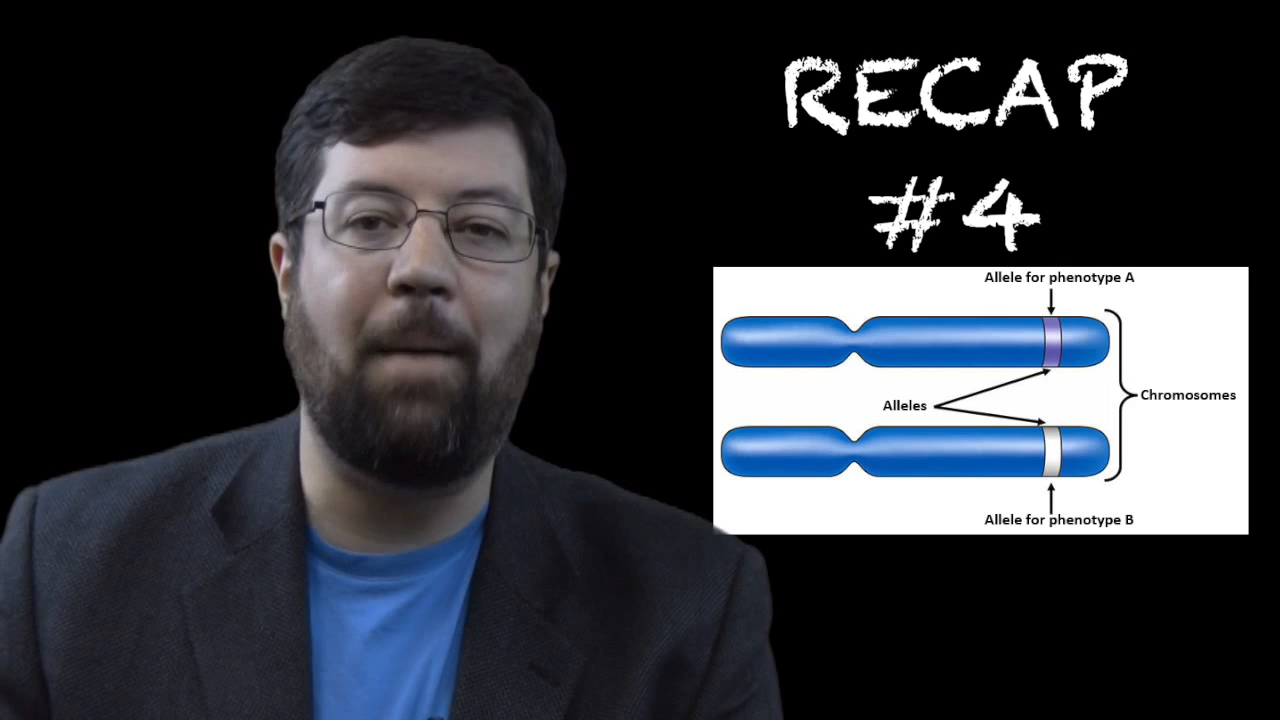 RECAP
#4
Allele for phenotype A
Alleles
Chromosomes
Allele for phenotype B